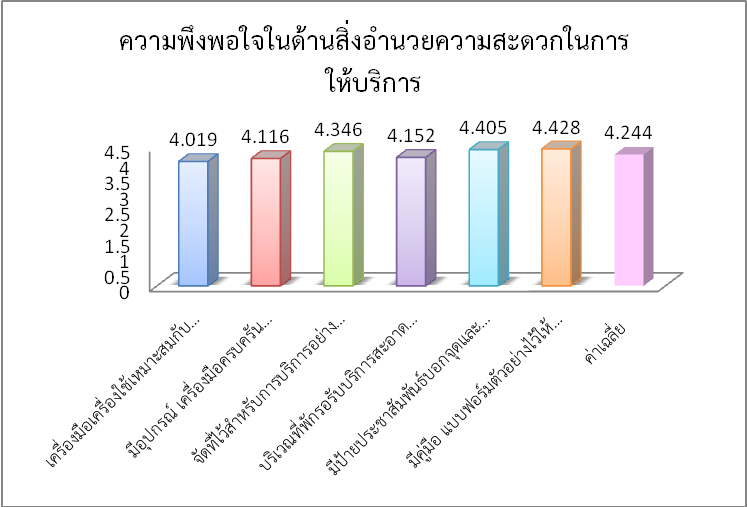 ความพึงพอใจในด้านสิ่งอำนวยความสะดวกในการ
ให้บริการ
4.019
4.116
4.346
4.152
4.405
4.428
4.244
4.5
4
3.5
3
2.5
2
1.5
1
0.5
0
เครื่องมือเครื่องใช้เหมาะสมกับ...
มีอุปกรณ์ เครื่องมือครบครัน...
จัดที่ไว้สำหรับการบริการอย่าง...
บริเวณที่พักรอรับบริการสะอาด...
มีป้ายประชาสัมพันธ์บอกจุดและ...
มีคู่มือ แบบฟอร์มตัวอย่างไว้ให้...
ค่าเฉลี่ย